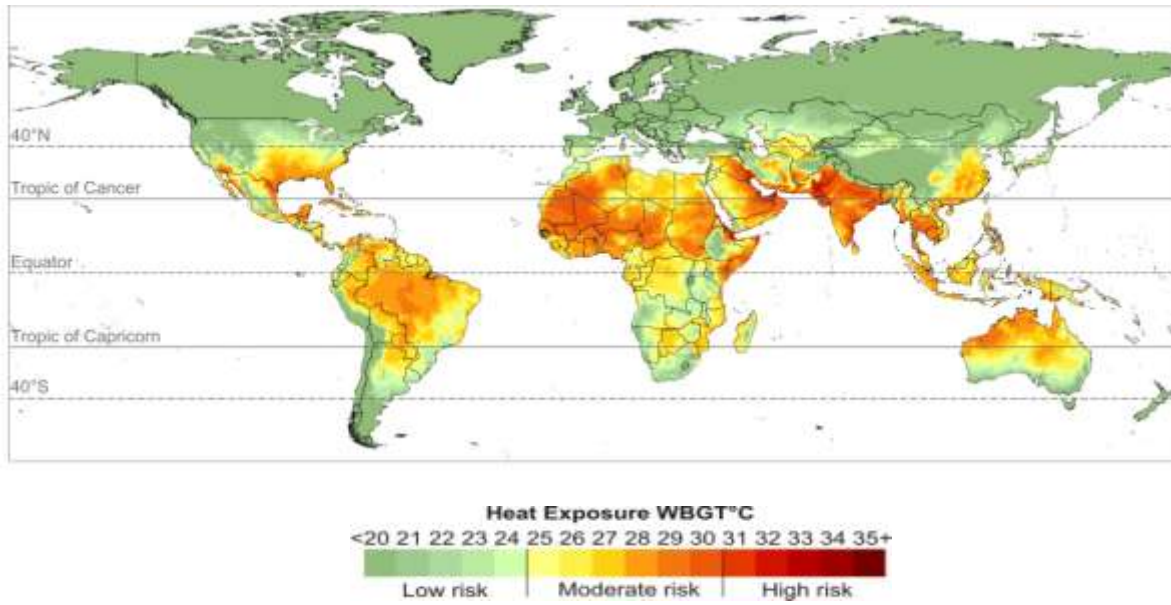 40°N
Tropic of Cancer
Equator
Tropic of Capricorn
40°S
Heat Exposure WBGT°C
<20 21 22 23 24 25 26 27 28 29 30 31 32 33 34 35+
Low risk Moderate risk High risk